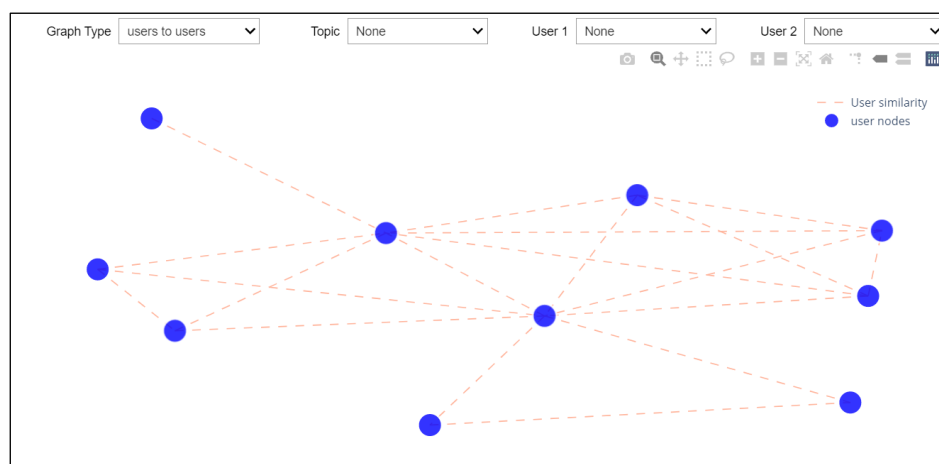 Graph Type users to users Topic None User 1 None User 2 None
User similarity
user nodes